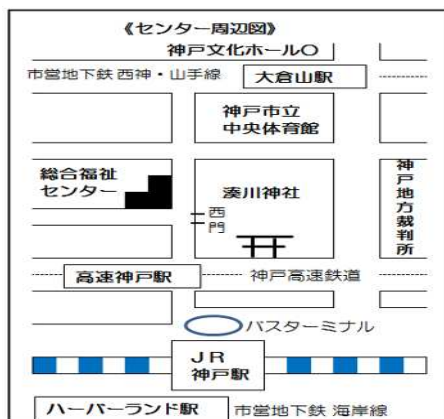 《センター周辺図》
神戸文化ホール○
市営地下鉄 西神・山手線
大倉山駅
神戸市立
中央体育館
総合福祉
センター
湊川神社
西門
神戸地方裁判所
高速神戸駅
神戸高速鉄道
バスターミナル
JR
神戸駅
ハーバーランド駅
市営地下鉄 海岸線